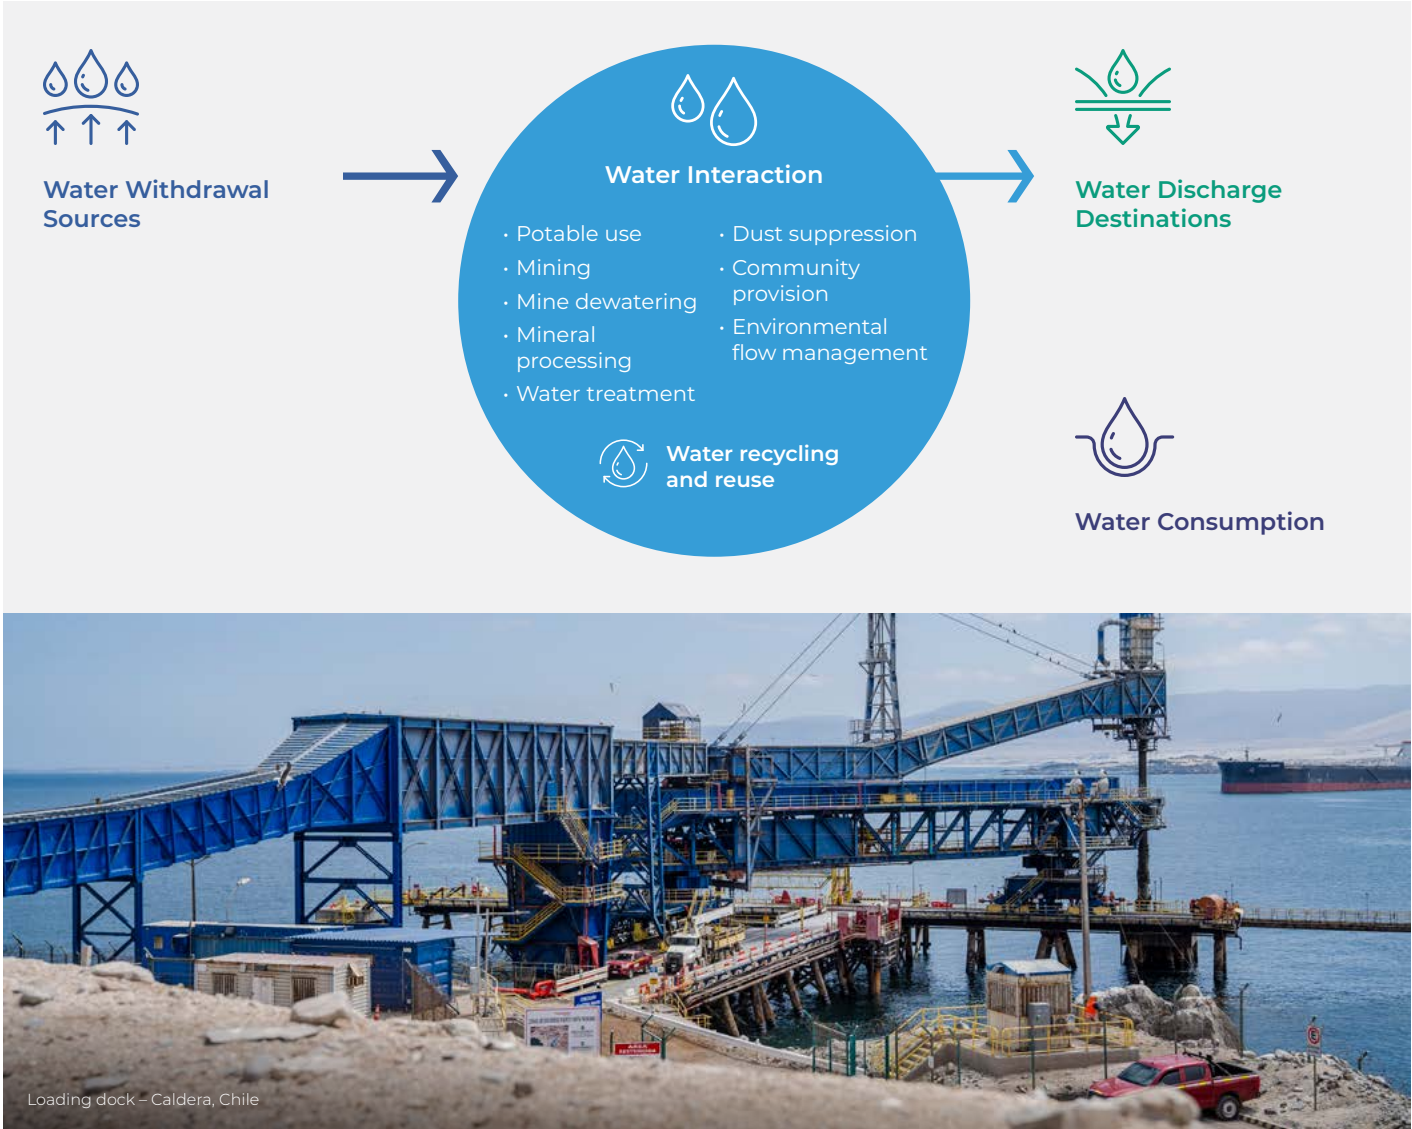 Water Withdrawal
Sources
Water Interaction
· Potable use
· Mining
· Mine dewatering
· Mineral
processing
· Water treatment
· Dust suppression
· Community
provision
· Environmental
flow management
Water recycling
and reuse
Water Discharge
Destinations
Water Consumption
Loading dock – Caldera, Chile